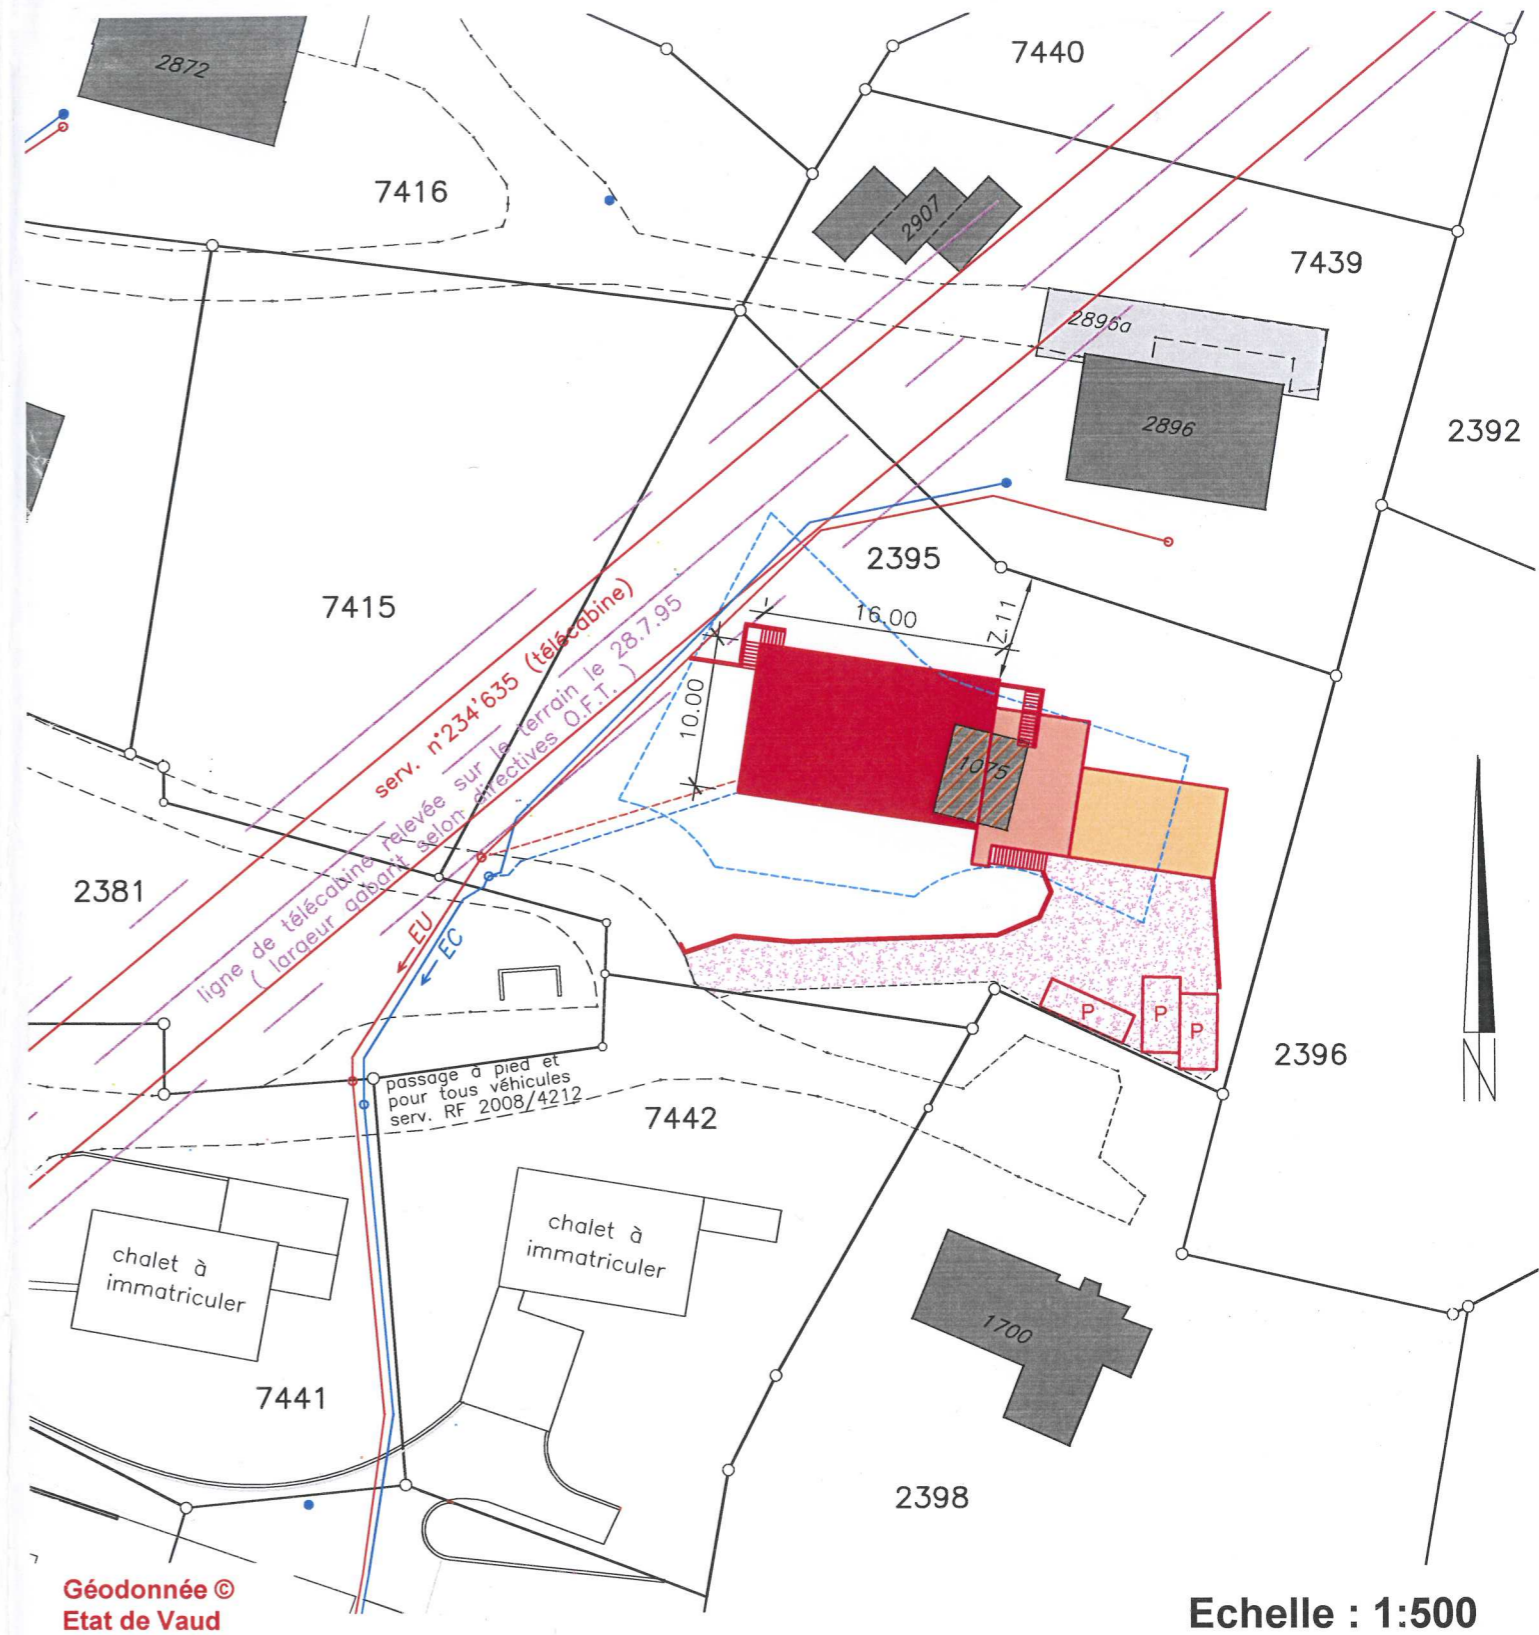 2872
7440
7416
2907
7439
2896a
2896
2392
2395
7415
16.00
7.11
10.00
serv. n°234'635 (télécabine)
ligne de télécabine relevée sur le terrain le 28.7.95
( largeur gabarit selon directives O.F.T. )
1075
2381
EU
EC
P
P
P
2396
passage à pied et
pour tous véhicules
serv. RF 2008/4212
7442
N
chalet à
immatriculer
chalet à
immatriculer
1700
7441
2398
Géodonnée ©
Etat de Vaud
Echelle : 1:500